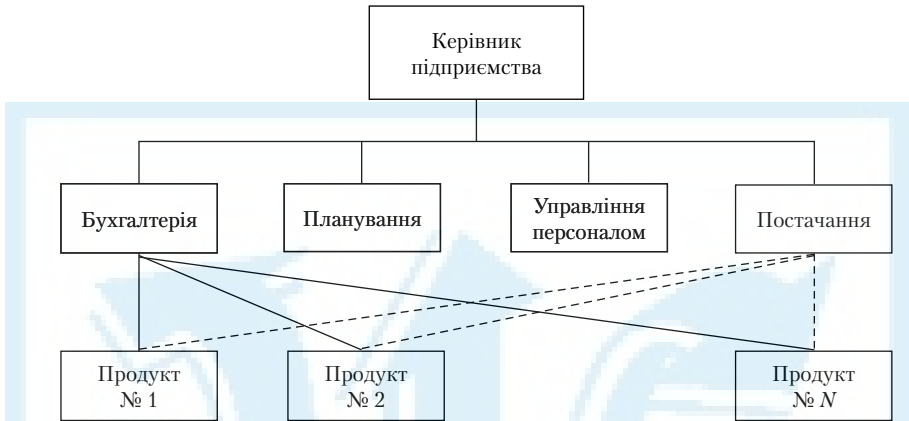 Керівник
підприємства
Бухгалтерія
Планування
Управління
персоналом
Постачання
Продукт
№ 1
Продукт
№ 2
Продукт
№ N